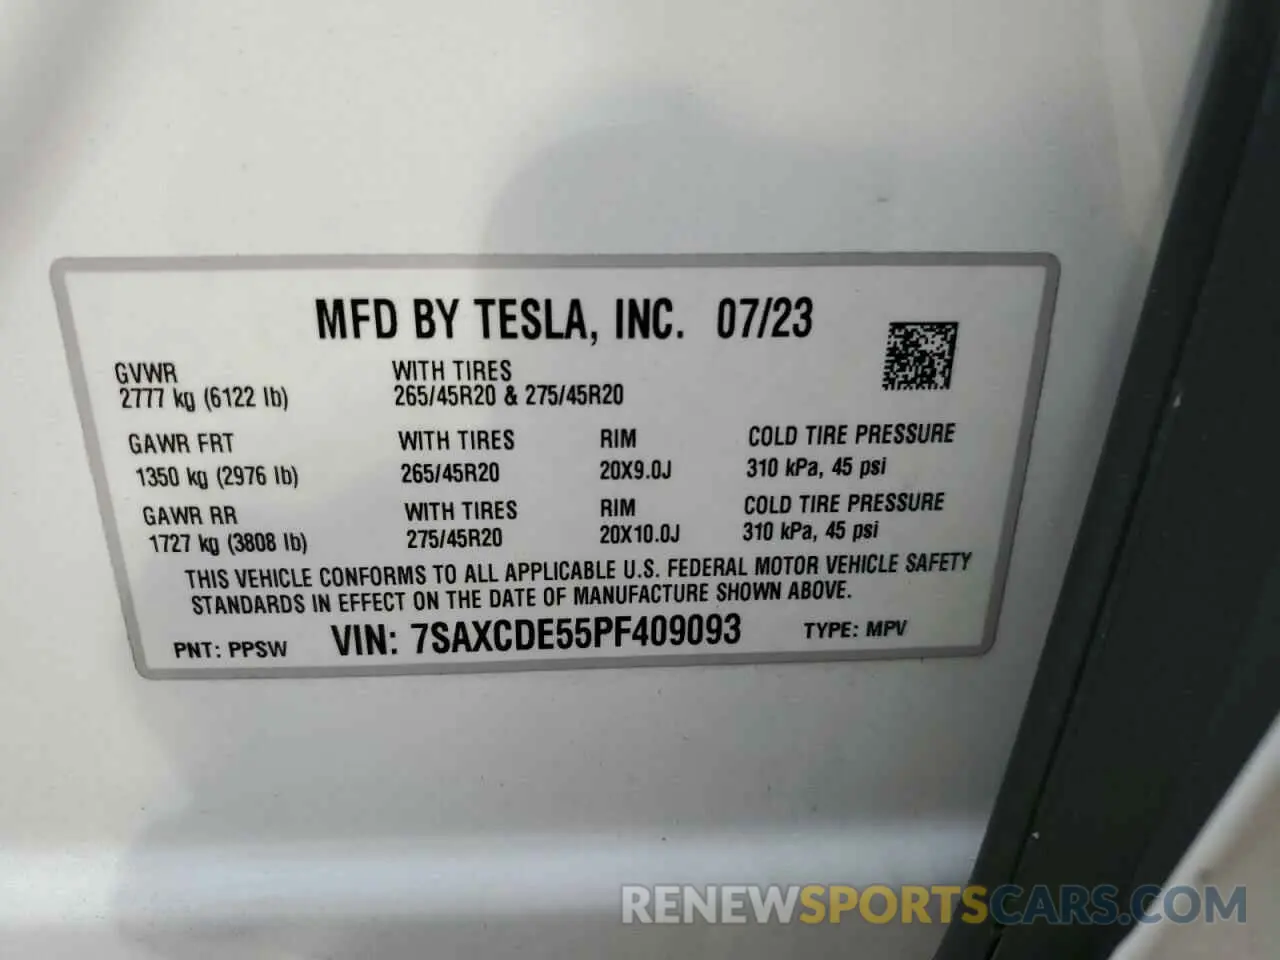 MFD BY TESLA, INC. 07/23
GVWR WITH TIRES
2777 kg (6122 lb) 265/45R20 & 275/45R20
GAWR FRT WITH TIRES RIM COLD TIRE PRESSURE
1350 kg (2976 lb) 265/45R20 20X9.0J 310 kPa, 45 psi
GAWR RR WITH TIRES RIM COLD TIRE PRESSURE
1727 kg (3808 lb) 275/45R20 20X10.0J 310 kPa, 45 psi
THIS VEHICLE CONFORMS TO ALL APPLICABLE U.S. FEDERAL MOTOR VEHICLE SAFETY
STANDARDS IN EFFECT ON THE DATE OF MANUFACTURE SHOWN ABOVE.
PNT: PPSW VIN: 7SAXCDE55PF409093 TYPE: MPV
RENEWSPORTSCARS.COM